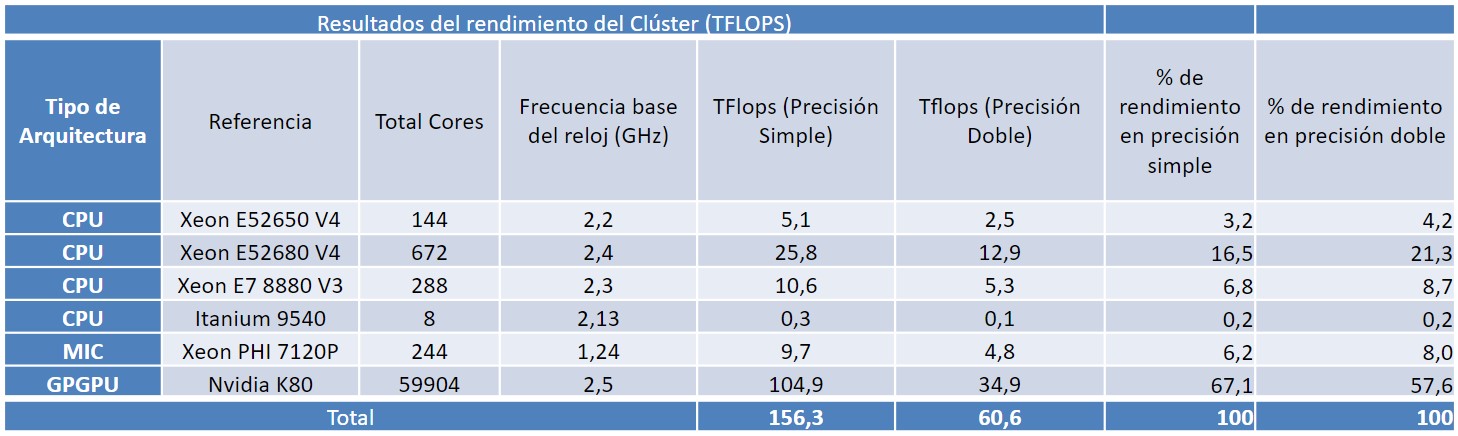 Resultados del rendimiento del Clúster (TFLOPS)
Tipo de Arquitectura Referencia Total Cores Frecuencia base del reloj (GHz) TFlops (Precisión Simple) Tflops (Precisión Doble) % de rendimiento en precisión simple % de rendimiento en precisión doble
CPU Xeon E52650 V4 144 2,2 5,1 2,5 3,2 4,2
CPU Xeon E52680 V4 672 2,4 25,8 12,9 16,5 21,3
CPU Xeon E7 8880 V3 288 2,3 10,6 5,3 6,8 8,7
CPU Itanium 9540 8 2,13 0,3 0,1 0,2 0,2
MIC Xeon PHI 7120P 244 1,24 9,7 4,8 6,2 8,0
GPGPU Nvidia K80 59904 2,5 104,9 34,9 67,1 57,6
Total 156,3 60,6 100 100